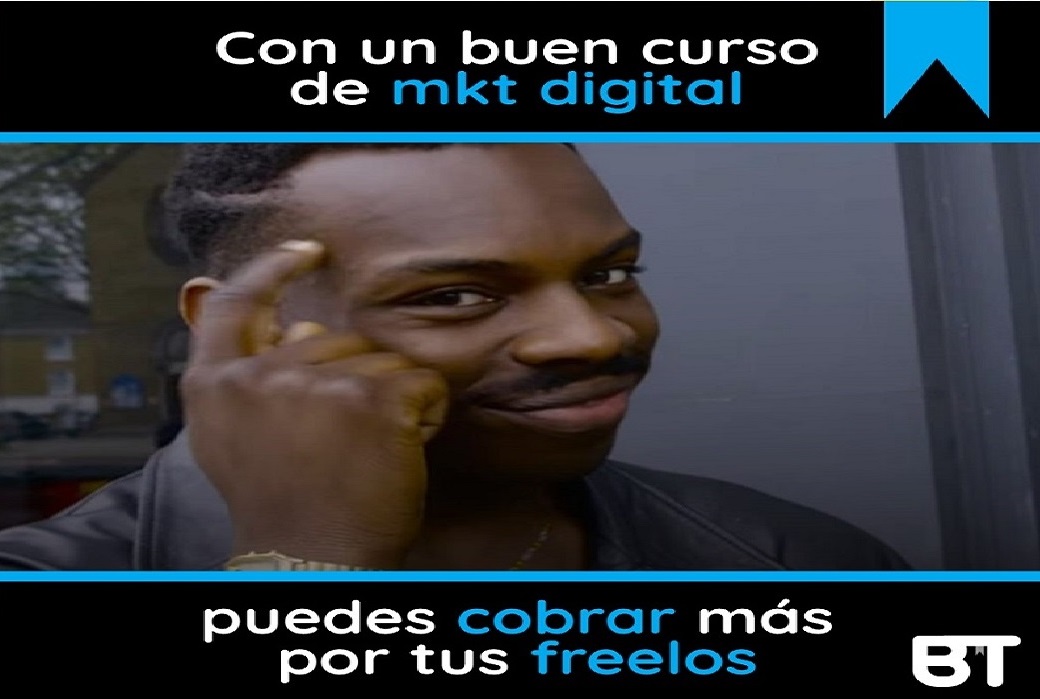 Con un buen curso
de mkt digital
puedes cobrar más
por tus freelos
BT